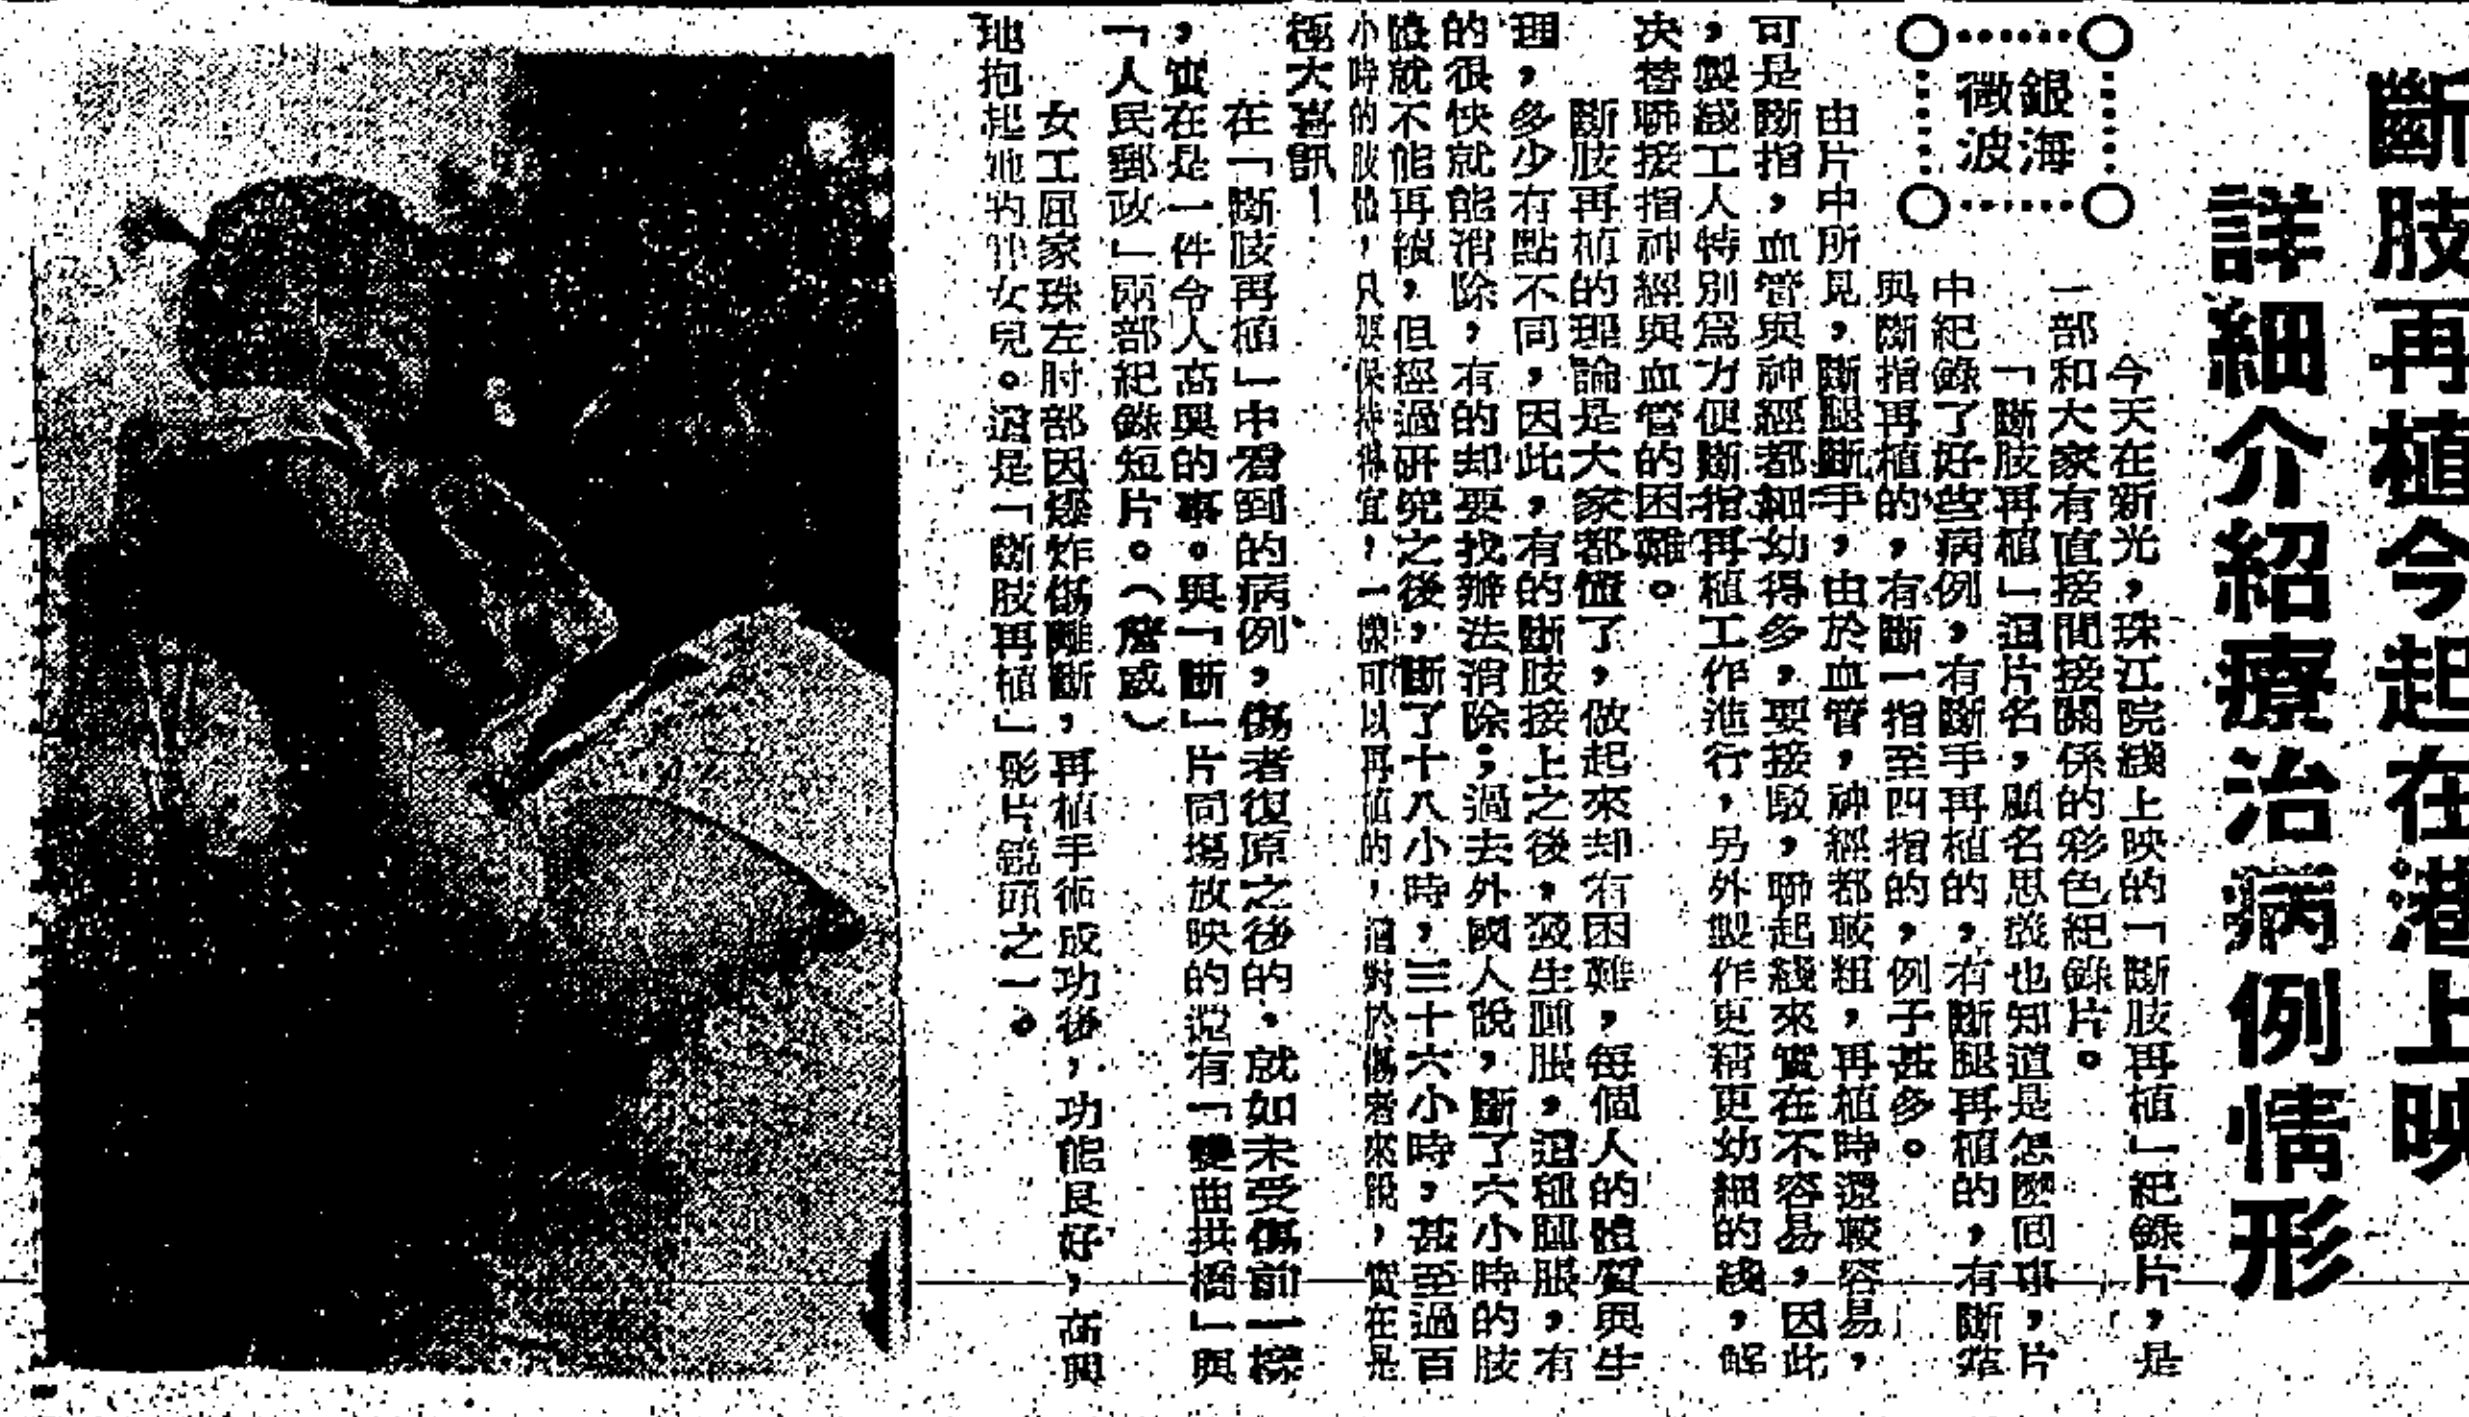 斷肢再植今起在港上映
詳細介紹療治病例情形
銀海
微波
今天在新光，珠江院綫上映的「斷肢再植」紀錄片，是
一部和大家有直接間接關係的彩色紀錄片。
「斷肢再植」這片名，顧名思義也知道是怎麼回事，片
中紀錄了好些病例，有斷手再植的，有斷腿再植的，有斷掌
與斷指再植的，有斷一指至四指的，例子甚多。
由片中所見，斷腿斷手，由於血管，神經都較粗，再植時還較容易，
可是斷指，血管與神經都細幼得多，要接駁，聯起綫來實在不容易，因此
，製綫工人特別爲方便斷指再植工作進行，另外製作更精更幼細的綫，解
决替聯接指神經與血管的困難。
斷肢再植的理論是大家都懂了，做起來却有困難，每個人的體質與生
理，多少有點不同，因此，有的斷肢接上之後，發生腫脹，這種腫脹，有
的很快就能消除，有的却要找辦法消除；過去外國人說，斷了六小時的肢
體就不能再續，但經過研究之後，斷了十八小時，三十六小時，甚至過百
小時的肢體，只要保持得宜，一樣可以再植的，這對於傷者來說，實在是
極大喜訊！
在「斷肢再植」中看到的病例，傷者復原之後的，就如未受傷前一樣
，實在是一件令人高興的事。與「斷」片同場放映的還有「雙曲拱橋」與
「人民郵政」兩部紀錄短片。（詹感）
女工屈家珠左肘部因爆炸傷離斷，再植手術成功後，功能良好，高興
地抱起她的 女兒。這是「斷肢再植」影片鏡頭之一。